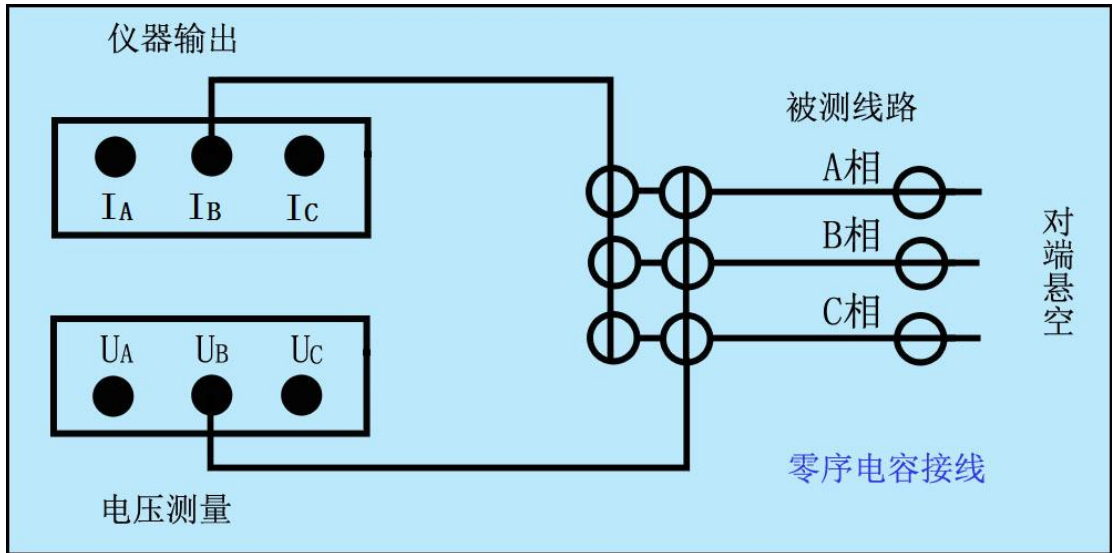 仪器输出
IA IB IC
被测线路
A相
B相
C相
对端悬空
UA UB UC
零序电容接线
电压测量